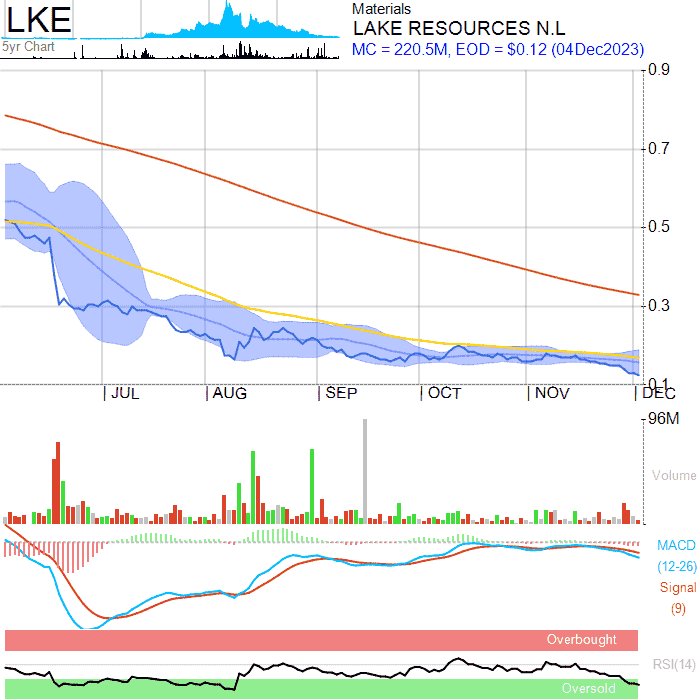 LKE
Materials
LAKE RESOURCES N.L
MC = 220.5M, EOD = $0.12 (04Dec2023)
5yr Chart
0.9
0.7
0.5
0.3
0.1
JUL AUG SEP OCT NOV DEC
96M
Volume
MACD
(12-26)
Signal
(9)
Overbought
RSI(14)
Oversold